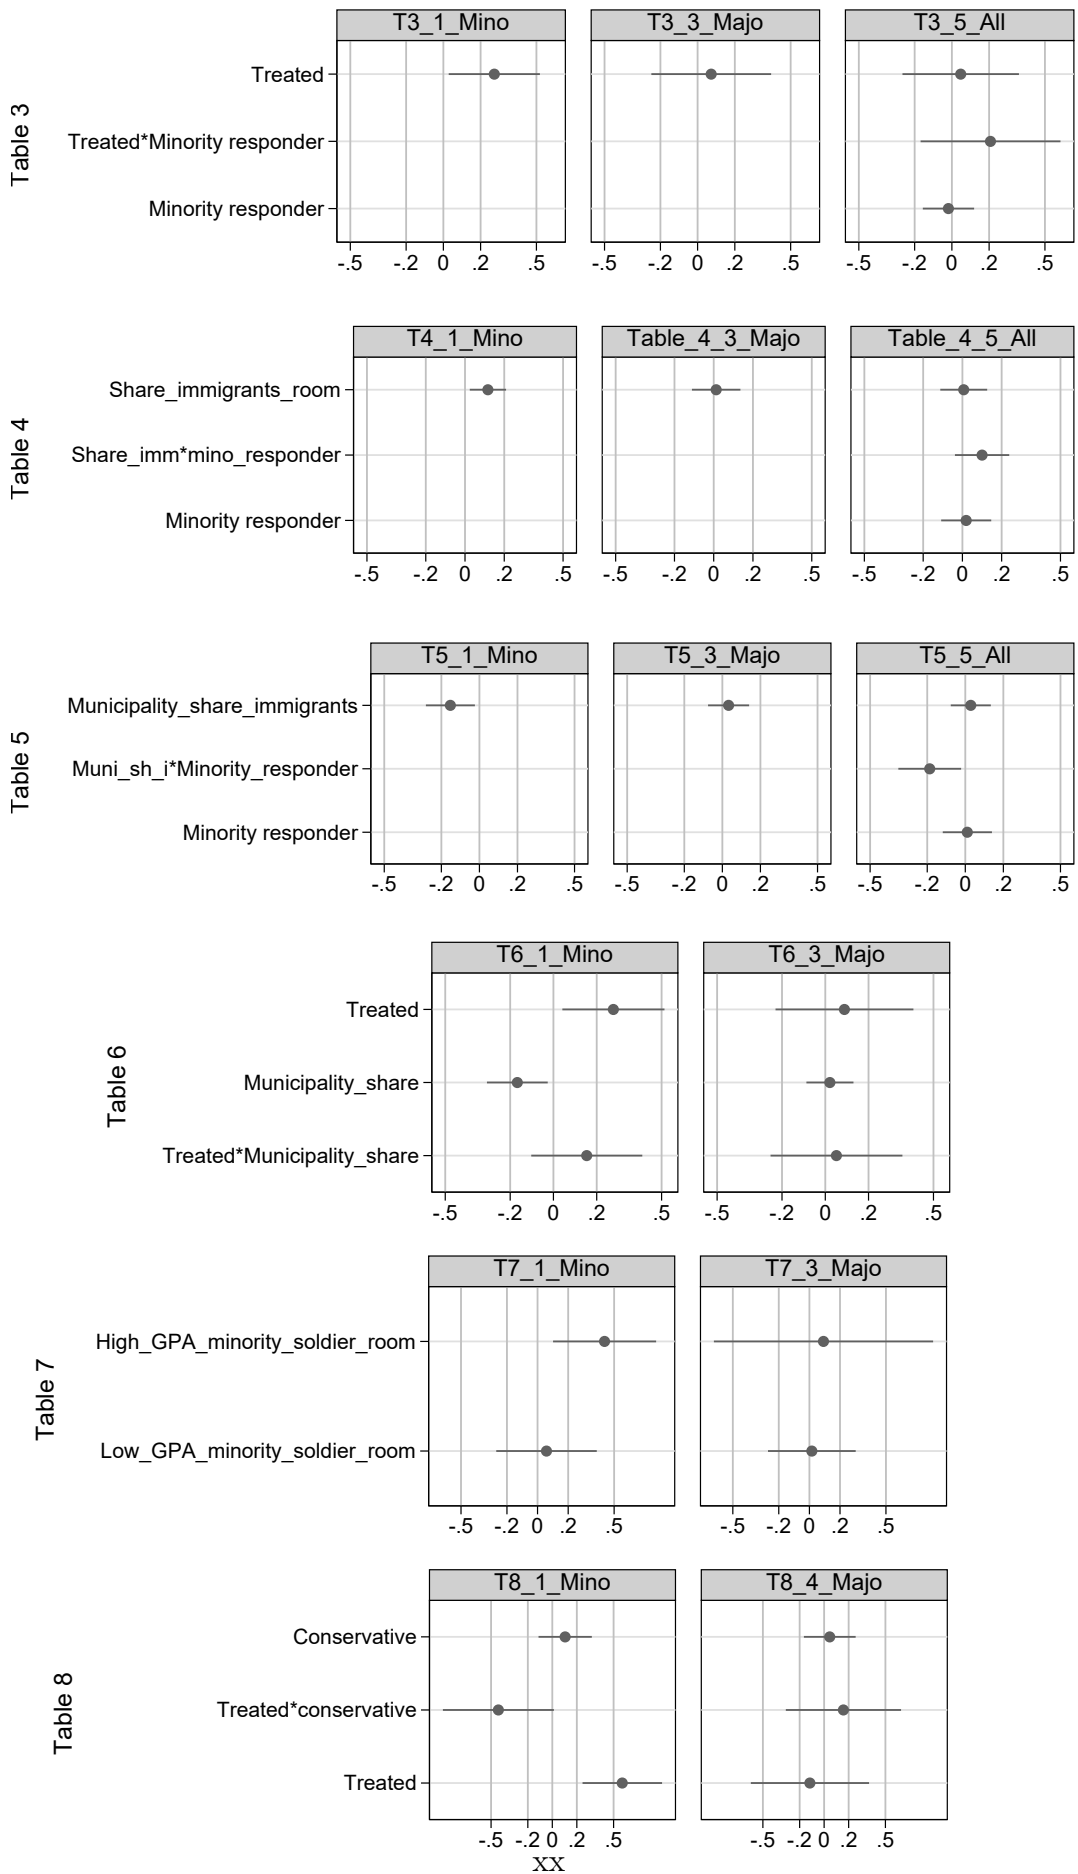 T3_1_Mino T3_3_Majo T3_5_All
Table 3
Treated
Treated*Minority responder
Minority responder
-.5 -.2 0 .2 .5 -.5 -.2 0 .2 .5 -.5 -.2 0 .2 .5
T4_1_Mino Table_4_3_Majo Table_4_5_All
Table 4
Share_immigrants_room
Share_imm*mino_responder
Minority responder
-.5 -.2 0 .2 .5 -.5 -.2 0 .2 .5 -.5 -.2 0 .2 .5
T5_1_Mino T5_3_Majo T5_5_All
Table 5
Municipality_share_immigrants
Muni_sh_i*Minority_responder
Minority responder
-.5 -.2 0 .2 .5 -.5 -.2 0 .2 .5 -.5 -.2 0 .2 .5
T6_1_Mino T6_3_Majo
Table 6
Treated
Municipality_share
Treated*Municipality_share
-.5 -.2 0 .2 .5 -.5 -.2 0 .2 .5
T7_1_Mino T7_3_Majo
Table 7
High_GPA_minority_soldier_room
Low_GPA_minority_soldier_room
-.5 -.2 0 .2 .5 -.5 -.2 0 .2 .5
T8_1_Mino T8_4_Majo
Table 8
Conservative
Treated*conservative
Treated
-.5 -.2 0 .2 .5 -.5 -.2 0 .2 .5
XX